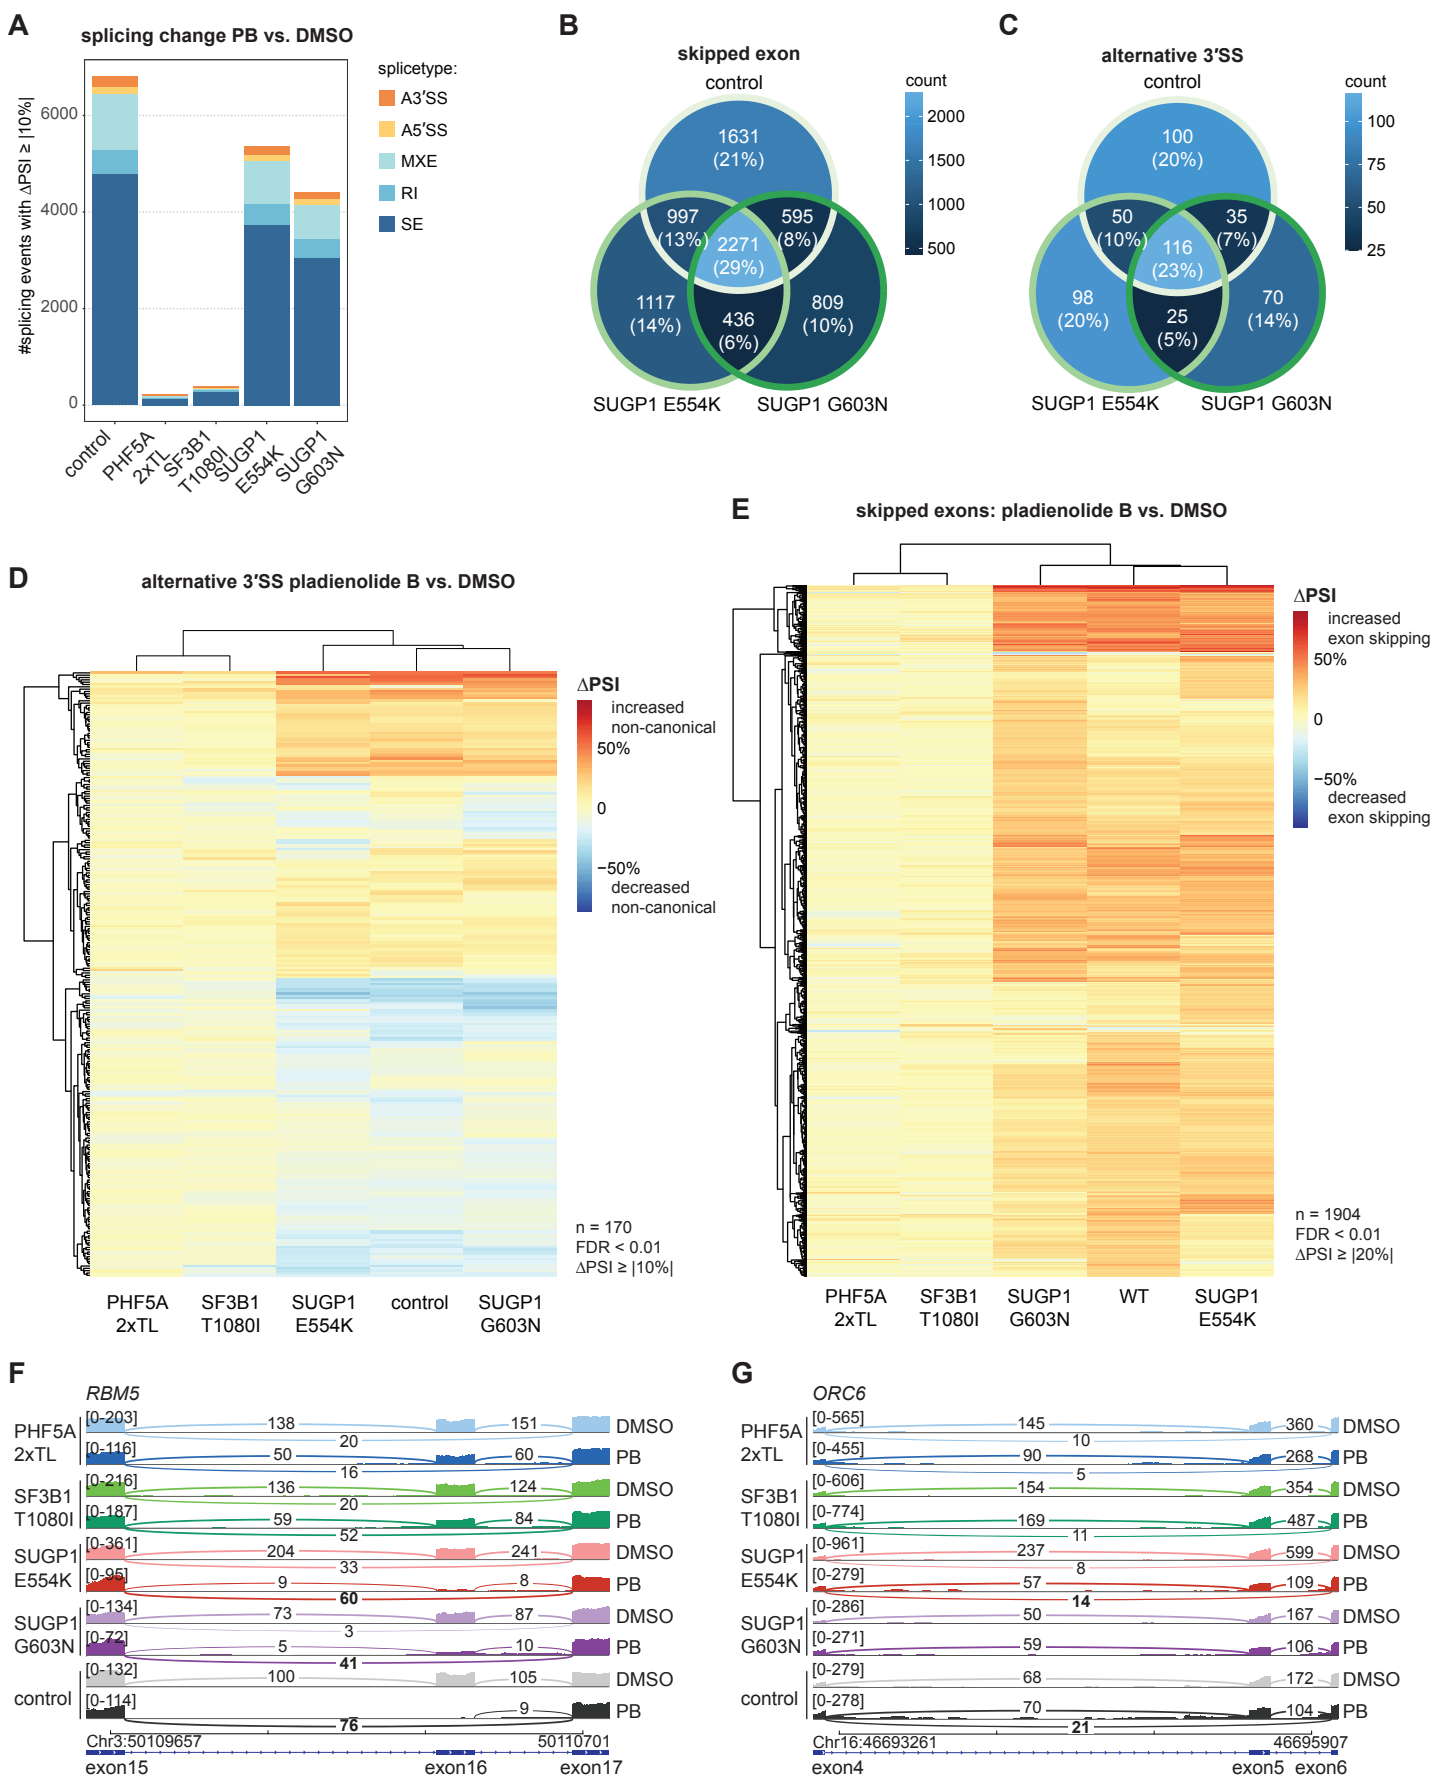 A
splicing change PB vs. DMSO
#splicing events with ΔPSI ≥ |10%|
6000
4000
2000
0
control
PHF5A
2xTL
SF3B1
T1080I
SUGP1
E554K
SUGP1
G603N
splicetype:
A3′SS
A5′SS
MXE
RI
SE
B
skipped exon
control
1631
(21%)
997
(13%)
595
(8%)
2271
(29%)
1117
(14%)
436
(6%)
809
(10%)
SUGP1 E554K
SUGP1 G603N
count
2000
1500
1000
500
C
alternative 3′SS
control
100
(20%)
50
(10%)
35
(7%)
116
(23%)
98
(20%)
25
(5%)
70
(14%)
SUGP1 E554K
SUGP1 G603N
count
100
75
50
25
D
alternative 3′SS pladienolide B vs. DMSO
ΔPSI
increased
non-canonical
50%
0
−50%
decreased
non-canonical
n = 170
FDR < 0.01
ΔPSI ≥ |10%|
PHF5A
2xTL
SF3B1
T1080I
SUGP1
E554K
control
SUGP1
G603N
E
skipped exons: pladienolide B vs. DMSO
ΔPSI
increased
exon skipping
50%
0
−50%
decreased
exon skipping
n = 1904
FDR < 0.01
ΔPSI ≥ |20%|
PHF5A
2xTL
SF3B1
T1080I
SUGP1
G603N
WT
SUGP1
E554K
F
RBM5
PHF5A
2xTL
[0-203]
138
151
20
DMSO
[0-116]
50
60
16
PB
SF3B1
T1080I
[0-216]
136
124
20
DMSO
[0-187]
59
84
52
PB
SUGP1
E554K
[0-361]
204
241
33
DMSO
[0-95]
9
8
60
PB
SUGP1
G603N
[0-134]
73
87
3
DMSO
[0-72]
5
10
41
PB
control
[0-132]
100
105
DMSO
[0-114]
9
76
PB
Chr3:50109657
50110701
exon15
exon16
exon17
G
ORC6
PHF5A
2xTL
[0-565]
145
360
10
DMSO
[0-455]
90
268
5
PB
SF3B1
T1080I
[0-606]
154
354
DMSO
[0-774]
169
487
11
PB
SUGP1
E554K
[0-961]
237
599
8
DMSO
[0-279]
57
109
14
PB
SUGP1
G603N
[0-286]
50
167
DMSO
[0-271]
59
106
PB
control
[0-279]
68
172
DMSO
[0-278]
70
104
21
PB
Chr16:46693261
46695907
exon4
exon5
exon6